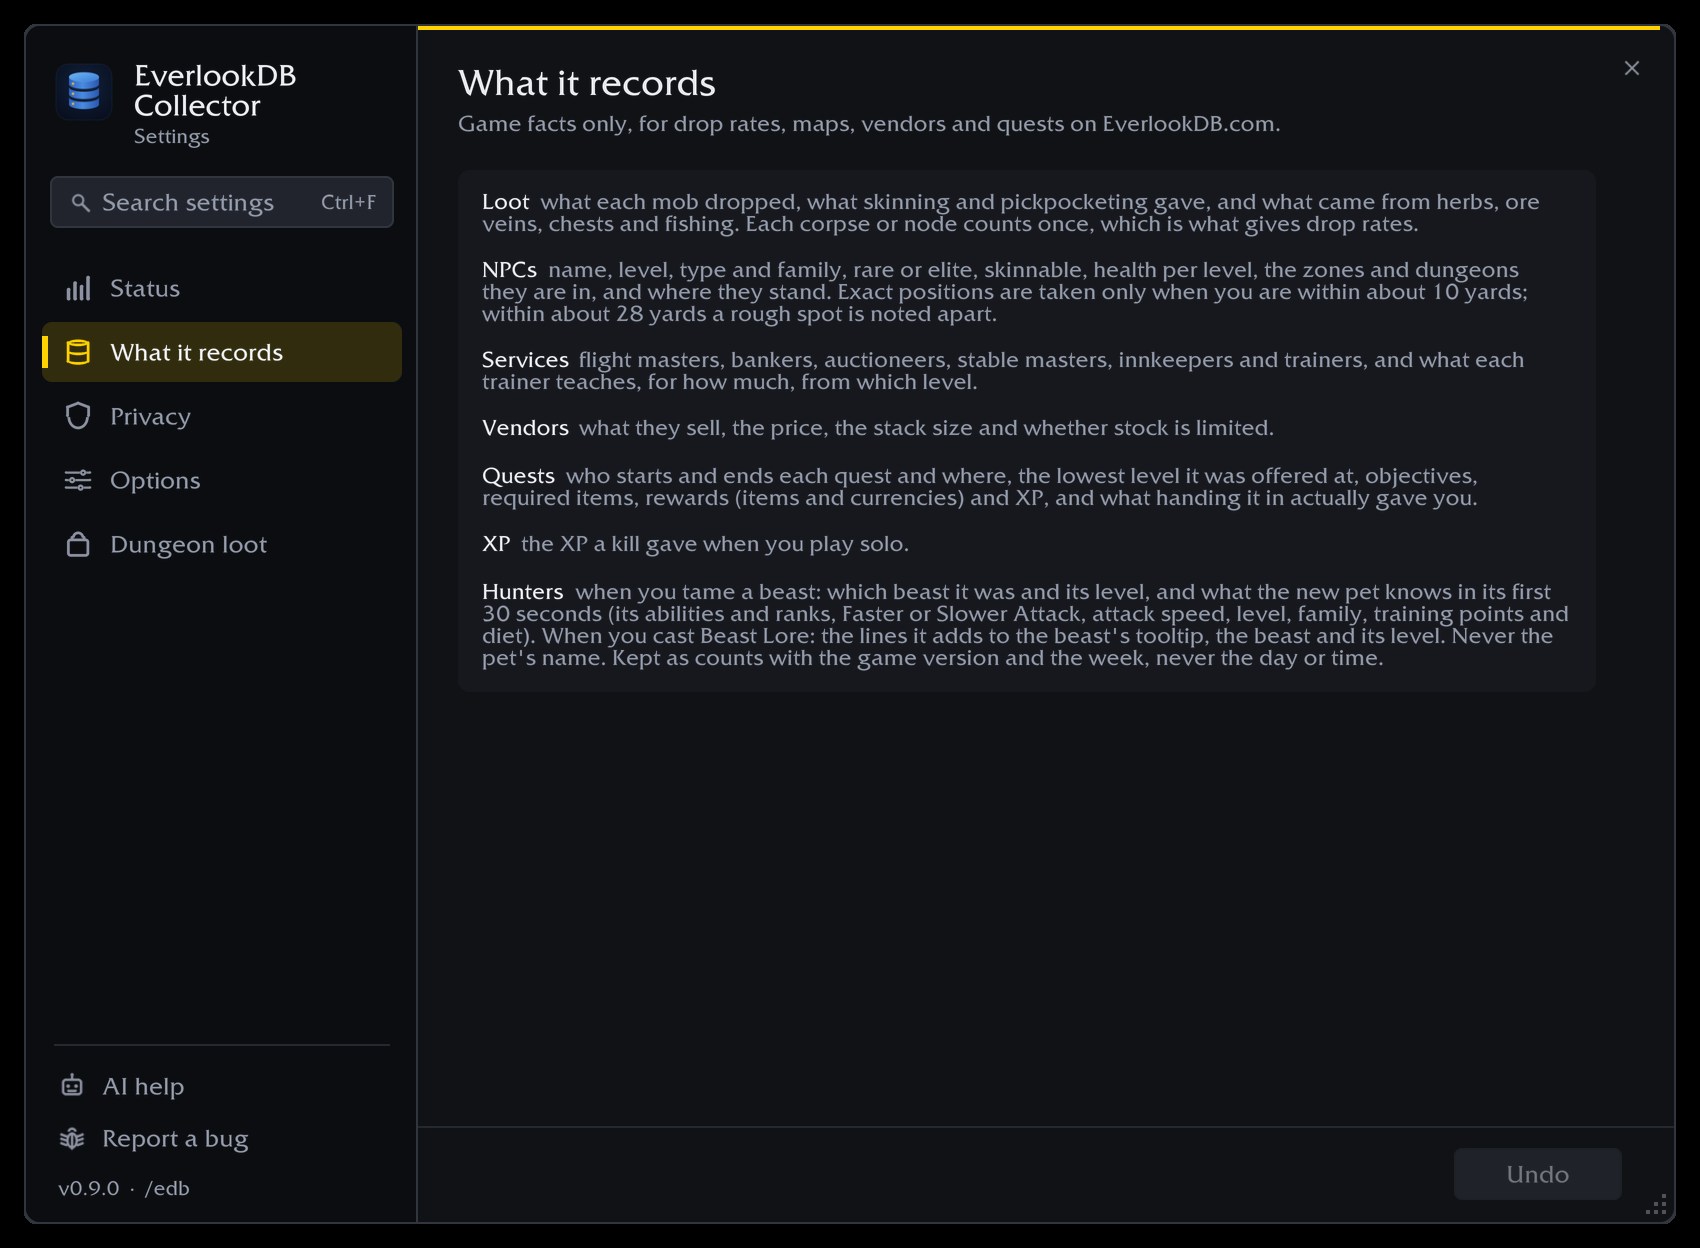 EverlookDB
Collector
Settings
Search settings Ctrl+F
Status
What it records
Privacy
Options
Dungeon loot
AI help
Report a bug
v0.9.0 · /edb
What it records
Game facts only, for drop rates, maps, vendors and quests on EverlookDB.com.
Loot what each mob dropped, what skinning and pickpocketing gave, and what came from herbs, ore
veins, chests and fishing. Each corpse or node counts once, which is what gives drop rates.
NPCs name, level, type and family, rare or elite, skinnable, health per level, the zones and dungeons
they are in, and where they stand. Exact positions are taken only when you are within about 10 yards;
within about 28 yards a rough spot is noted apart.
Services flight masters, bankers, auctioneers, stable masters, innkeepers and trainers, and what each
trainer teaches, for how much, from which level.
Vendors what they sell, the price, the stack size and whether stock is limited.
Quests who starts and ends each quest and where, the lowest level it was offered at, objectives,
required items, rewards (items and currencies) and XP, and what handing it in actually gave you.
XP the XP a kill gave when you play solo.
Hunters when you tame a beast: which beast it was and its level, and what the new pet knows in its first
30 seconds (its abilities and ranks, Faster or Slower Attack, attack speed, level, family, training points and
diet). When you cast Beast Lore: the lines it adds to the beast's tooltip, the beast and its level. Never the
pet's name. Kept as counts with the game version and the week, never the day or time.
Undo